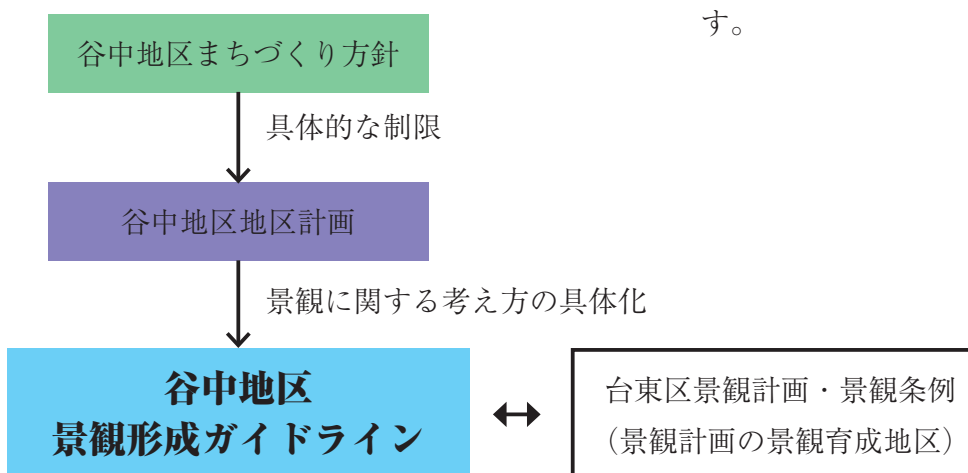 す。
谷中地区まちづくり方針
具体的な制限
谷中地区地区計画
景観に関する考え方の具体化
谷中地区
景観形成ガイドライン
台東区景観計画・景観条例
（景観計画の景観育成地区）